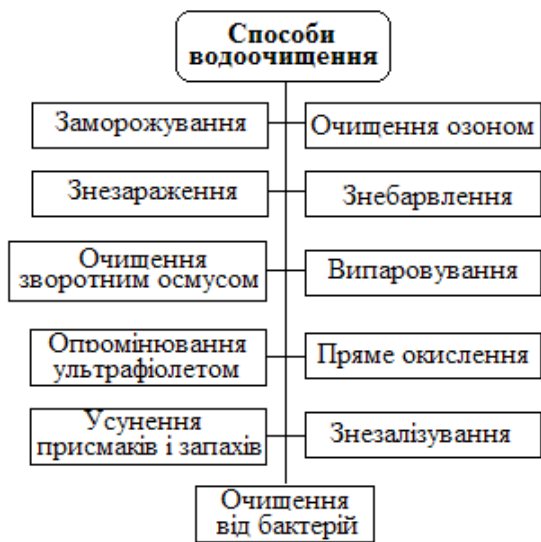 Способи
водоочищення
Заморожування
Очищення озоном
Знезараження
Знебарвлення
Очищення
зворотним осмусом
Випаровування
Опромінювання
ультрафіолетом
Пряме окислення
Усунення
присмаків і запахів
Знезалізування
Очищення
від бактерій